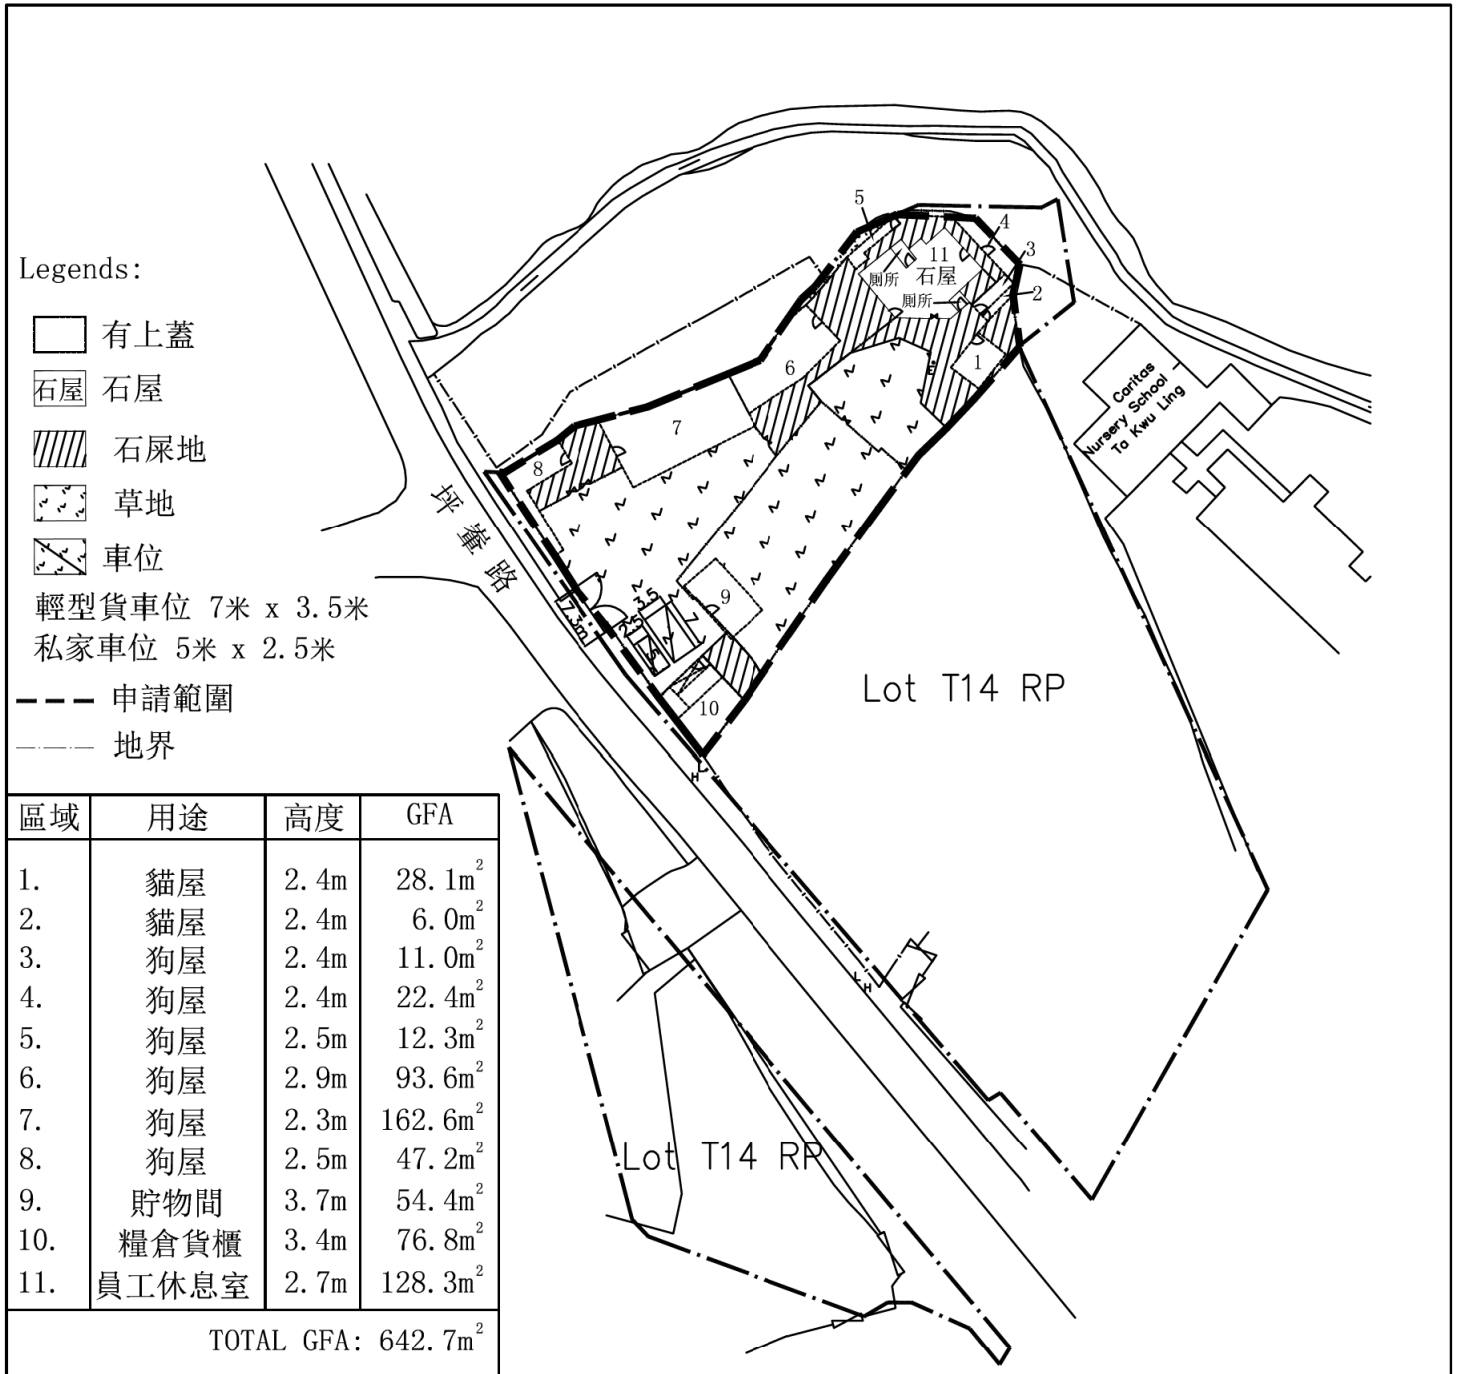 Legends:
有上蓋
石屋 石屋
石屎地
草地
車位
輕型貨車位 7米 x 3.5米
私家車位 5米 x 2.5米
申請範圍
地界
區域 用途 高度 GFA
1. 貓屋 2.4m 28.1m²
2. 貓屋 2.4m 6.0m²
3. 狗屋 2.4m 11.0m²
4. 狗屋 2.4m 22.4m²
5. 狗屋 2.5m 12.3m²
6. 狗屋 2.9m 93.6m²
7. 狗屋 2.3m 162.6m²
8. 狗屋 2.5m 47.2m²
9. 貯物間 3.7m 54.4m²
10. 糧倉貨櫃 3.4m 76.8m²
11. 員工休息室 2.7m 128.3m²
TOTAL GFA: 642.7m²
5
4
3
11
石屋
廁所
廁所
2
1
E
6
7
8
9
10
坪輋路
7.3m
3.5
7
2.5
5
Caritas
Nursery School
Ta Kwu Ling
Lot T14 RP
L
H
L
H
Lot T14 RP